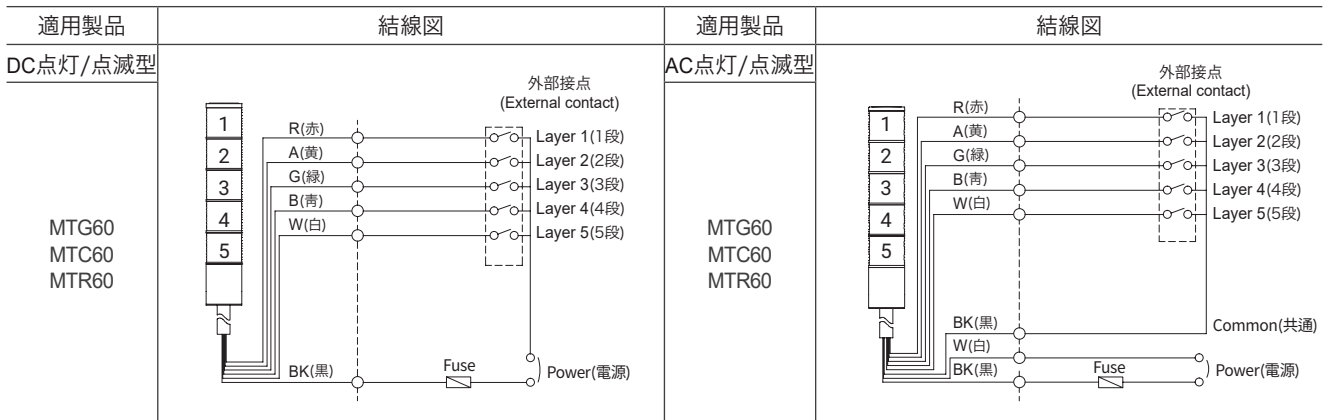 適用製品 結線図 適用製品 結線図
DC点灯/点滅型
外部接点
(External contact)
1
2
3
4
5
R(赤)
A(黄)
G(緑)
B(青)
W(白)
Layer 1(1段)
Layer 2(2段)
Layer 3(3段)
Layer 4(4段)
Layer 5(5段)
MTG60
MTC60
MTR60
BK(黒)
Fuse
Power(電源)
AC点灯/点滅型
外部接点
(External contact)
1
2
3
4
5
R(赤)
A(黄)
G(緑)
B(青)
W(白)
Layer 1(1段)
Layer 2(2段)
Layer 3(3段)
Layer 4(4段)
Layer 5(5段)
MTG60
MTC60
MTR60
BK(黒)
Common(共通)
W(白)
BK(黒)
Fuse
Power(電源)